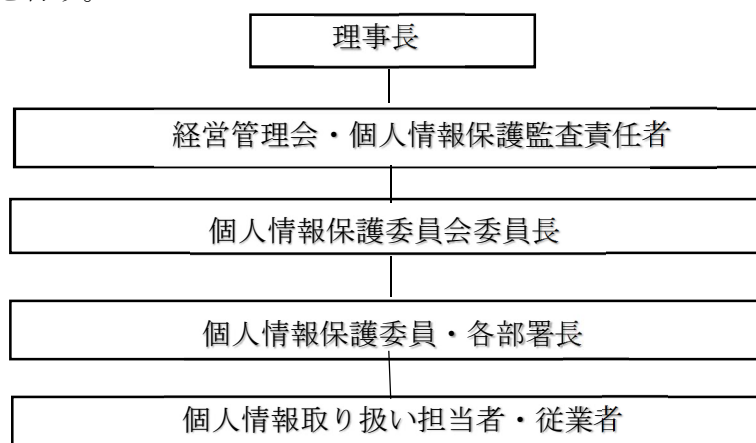 理事長
経営管理会・個人情報保護監査責任者
個人情報保護委員会委員長
個人情報保護委員・各部署長
個人情報取り扱い担当者・従業者